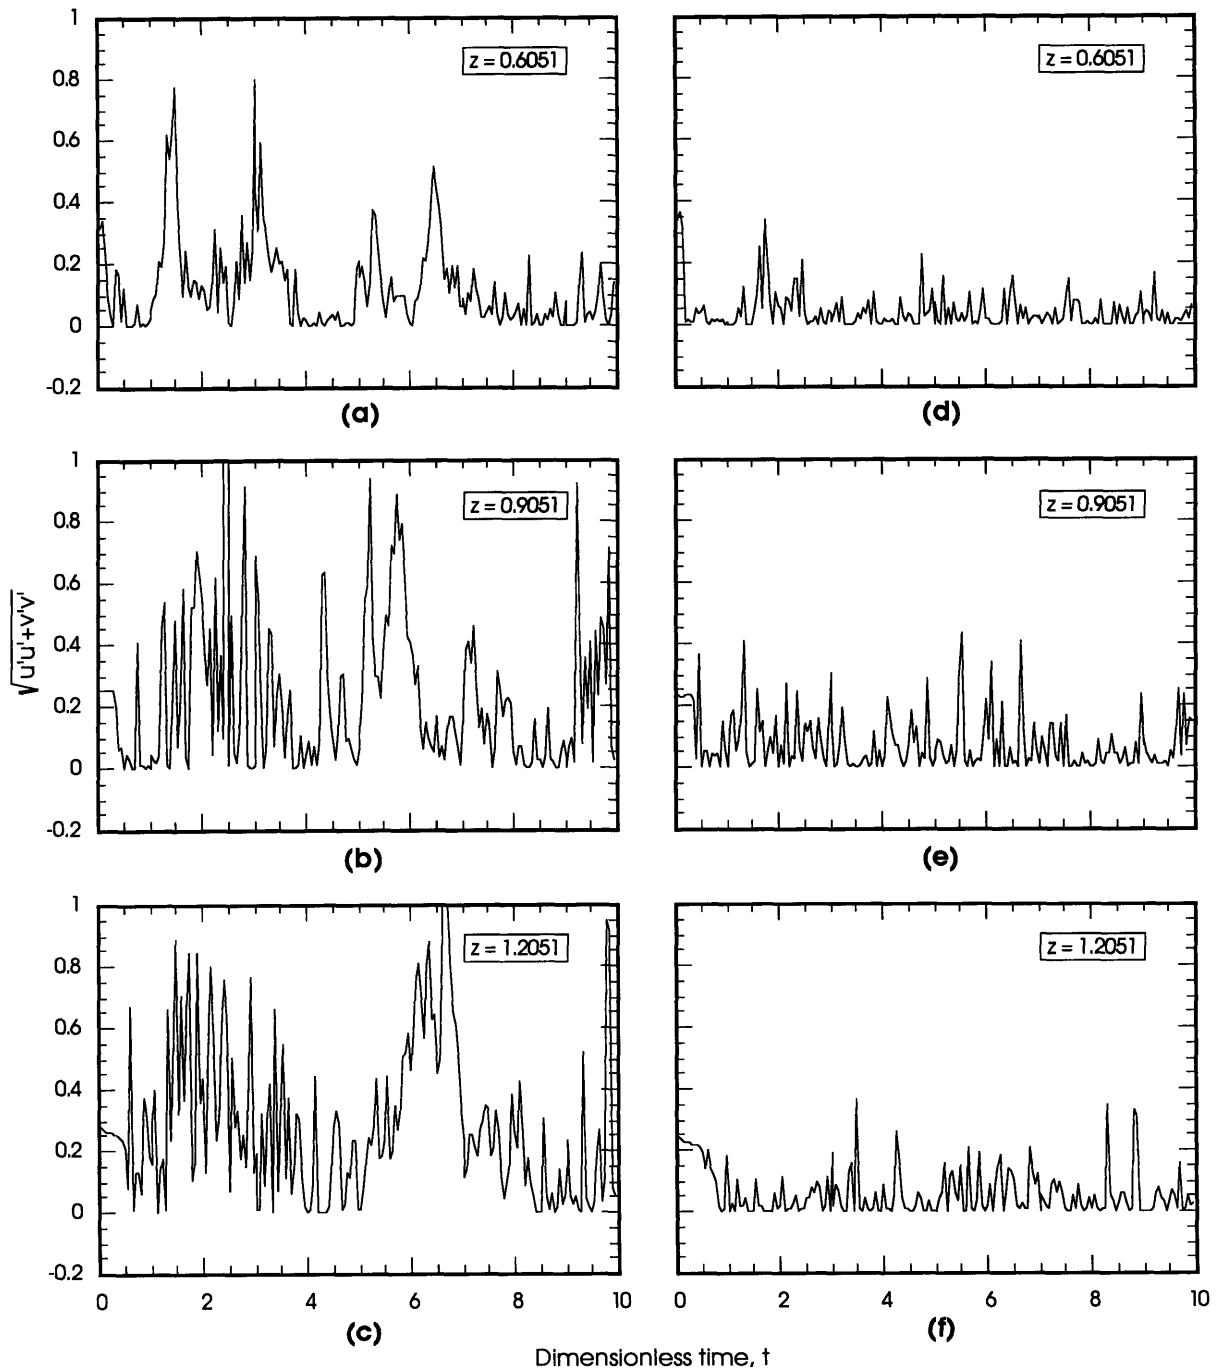 1
0.8
0.6
0.4
0.2
0
-0.2
z = 0.6051
(a)
z = 0.6051
(d)
1
0.8
0.6
0.4
0.2
0
-0.2
z = 0.9051
(b)
z = 0.9051
(e)
√u'u'+v'v'
1
0.8
0.6
0.4
0.2
0
-0.2
z = 1.2051
0 2 4 6 8 10
(c)
z = 1.2051
0 2 4 6 8 10
(f)
Dimensionless time, t